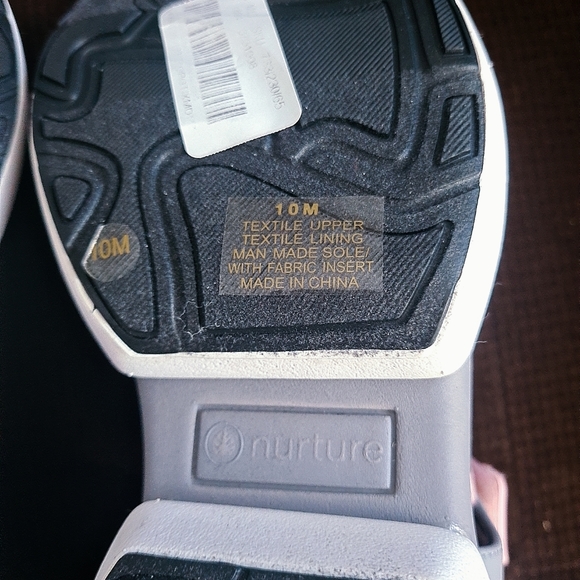 10M
TEXTILE UPPER
TEXTILE LINING
MAN MADE SOLE/
WITH FABRIC INSERT
MADE IN CHINA
10M
nurture